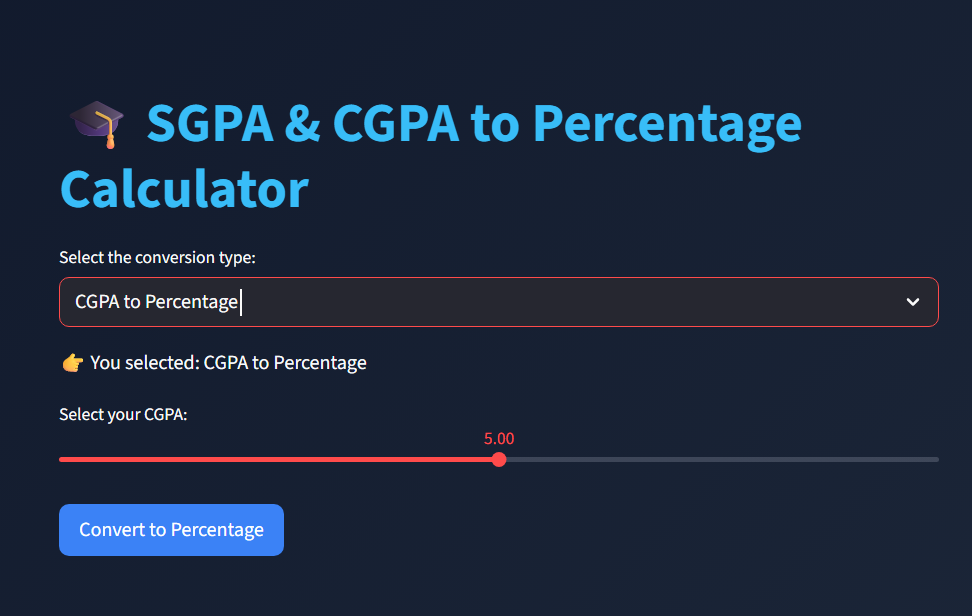 🎓 SGPA & CGPA to Percentage
Calculator
Select the conversion type:
CGPA to Percentage
👉 You selected: CGPA to Percentage
Select your CGPA:
5.00
Convert to Percentage